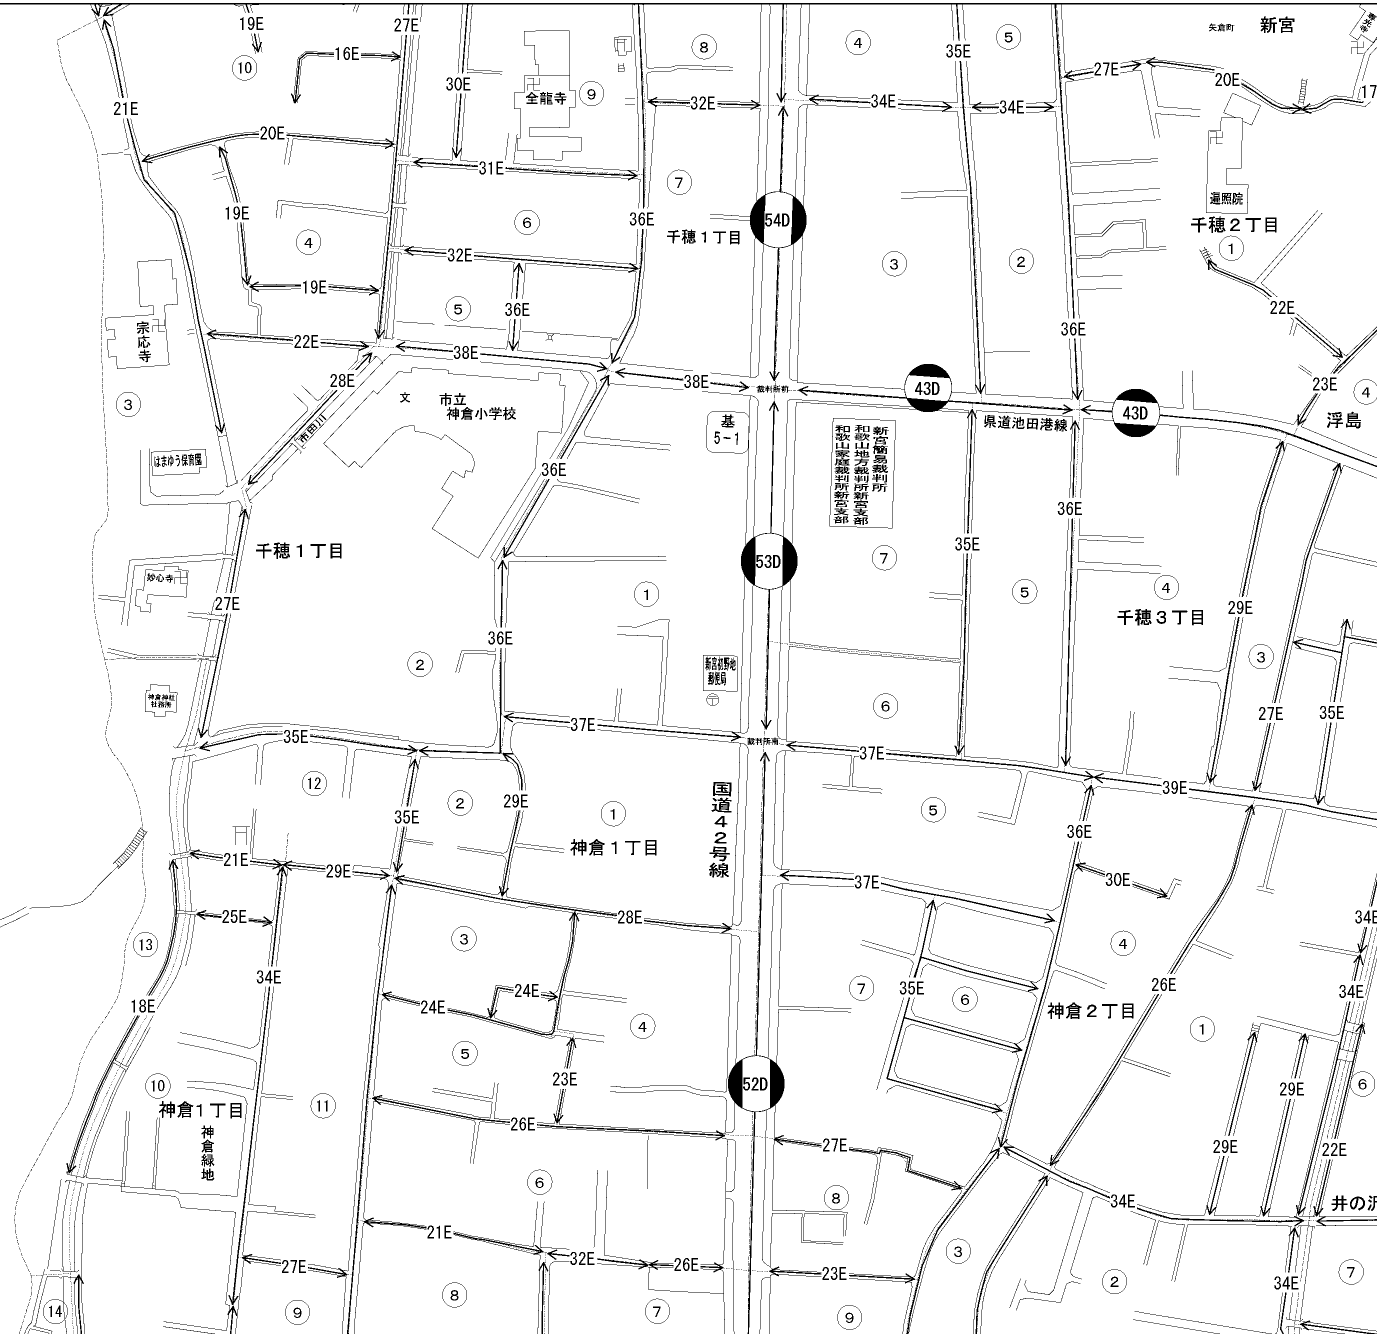 19E
27E
矢倉町
新宮
16E
10
8
4
5
35E
27E
20E
17
21E
30E
全龍寺
9
32E
34E
34E
20E
31E
7
遍照院
19E
6
36E
54D
千穂1丁目
千穂2丁目
4
32E
3
2
1
19E
5
36E
22E
宗応寺
22E
38E
36E
28E
38E
裁判所前
43D
43D
23E
3
文
市立
神倉小学校
市田川
基
5-1
県道池田港線
4
浮島
新宮簡易裁判所
和歌山地方裁判所新宮支部
和歌山家庭裁判所新宮支部
はまゆう保育園
36E
36E
千穂1丁目
53D
35E
7
妙心寺
27E
1
5
4
29E
千穂3丁目
36E
2
新宮初野地
郵便局
3
神倉神社
社務所
6
27E
35E
35E
37E
裁判所南
37E
12
2
29E
国道42号線
39E
35E
1
5
36E
神倉1丁目
21E
29E
37E
30E
25E
28E
34E
13
3
4
34E
7
35E
6
26E
18E
24E
24E
34E
4
神倉2丁目
1
5
23E
52D
10
神倉1丁目
11
6
29E
神倉緑地
26E
27E
29E
22E
6
8
34E
井の沢
21E
32E
26E
3
27E
23E
34E
7
14
9
8
7
9
2